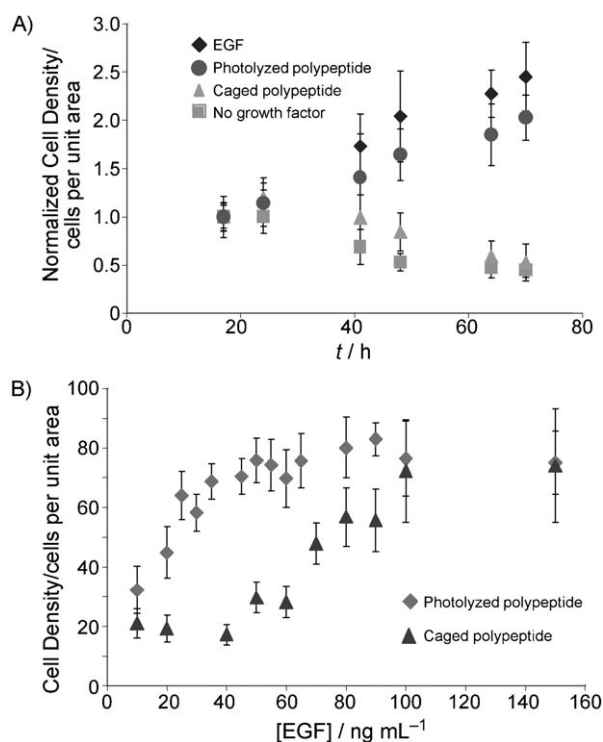 A)
Normalized Cell Density/
cells per unit area
3.0
2.5
2.0
1.5
1.0
0.5
0
EGF
Photolyzed polypeptide
Caged polypeptide
No growth factor
0 20 40 60 80
t / h
B)
Cell Density/cells per unit area
100
80
60
40
20
0
Photolyzed polypeptide
Caged polypeptide
0 20 40 60 80 100 120 140 160
[EGF] / ng mL⁻¹